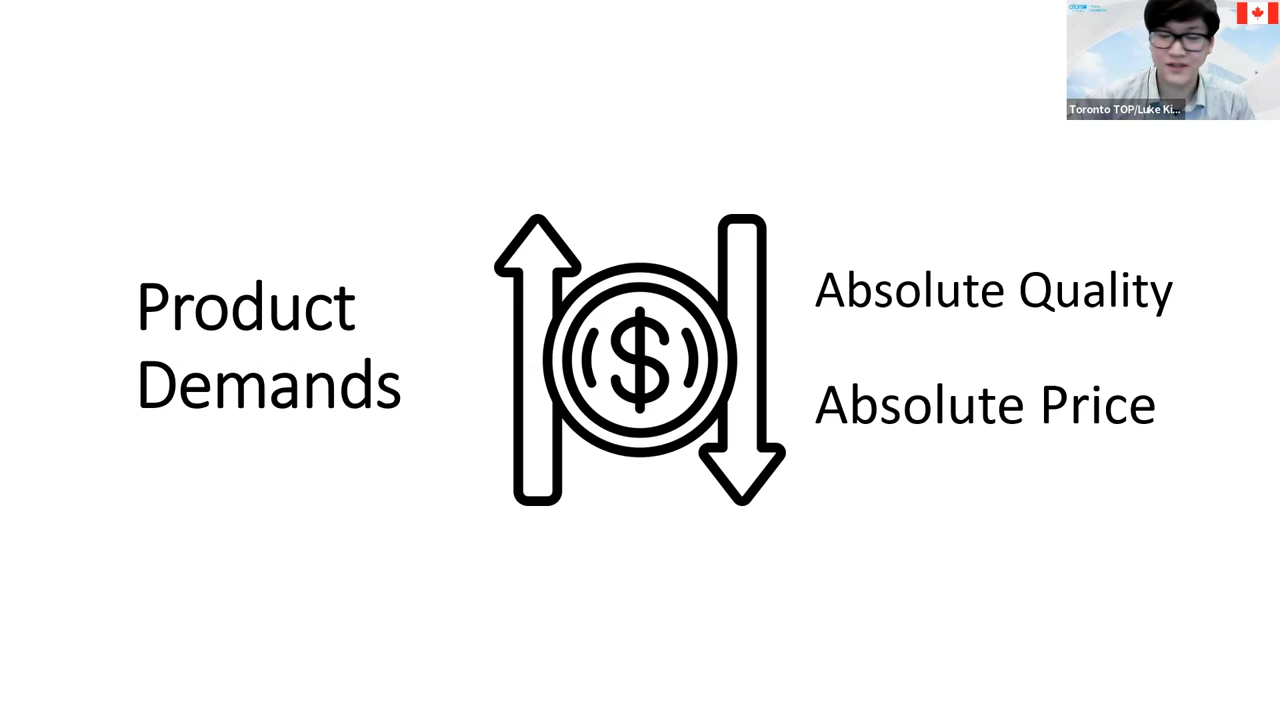 Toronto TOP/Luke Ki...
Product
Demands
Absolute Quality
Absolute Price
$